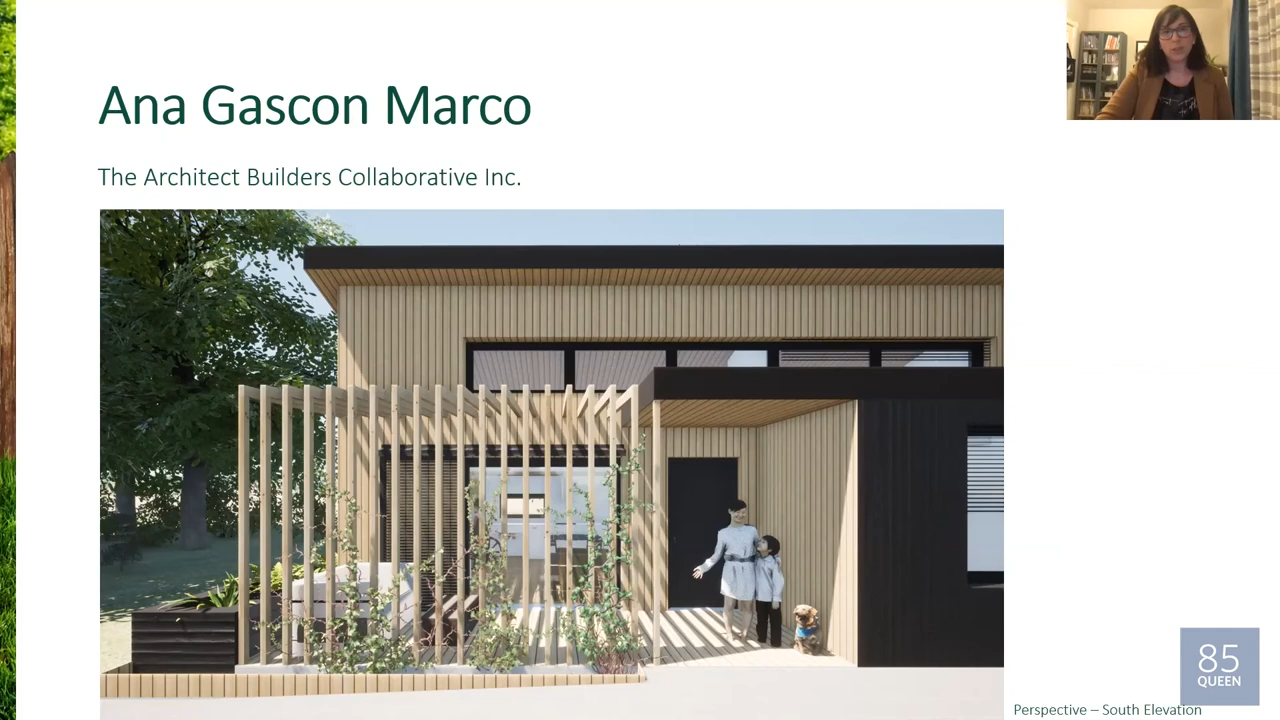 Ana Gascon Marco
The Architect Builders Collaborative Inc.
85
QUEEN
Perspective – South Elevation